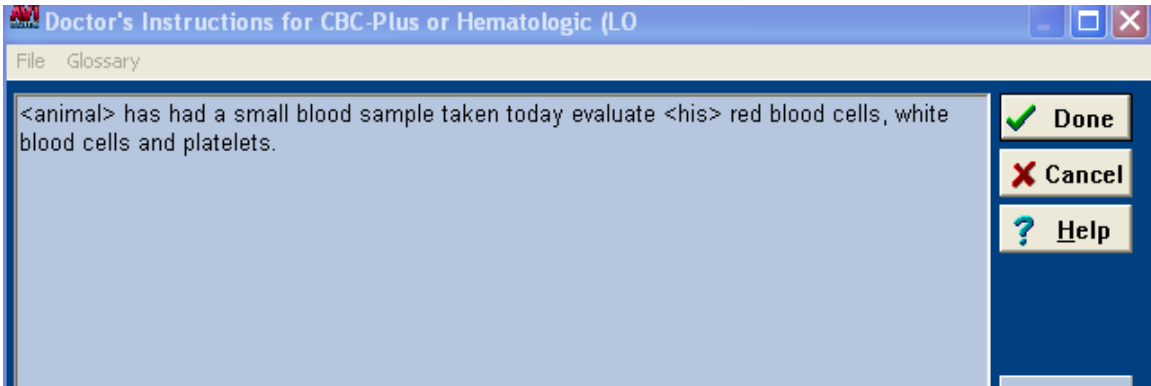 Doctor's Instructions for CBC-Plus or Hematologic (LO
File Glossary
<animal> has had a small blood sample taken today evaluate <his> red blood cells, white
blood cells and platelets.
Done
Cancel
? Help